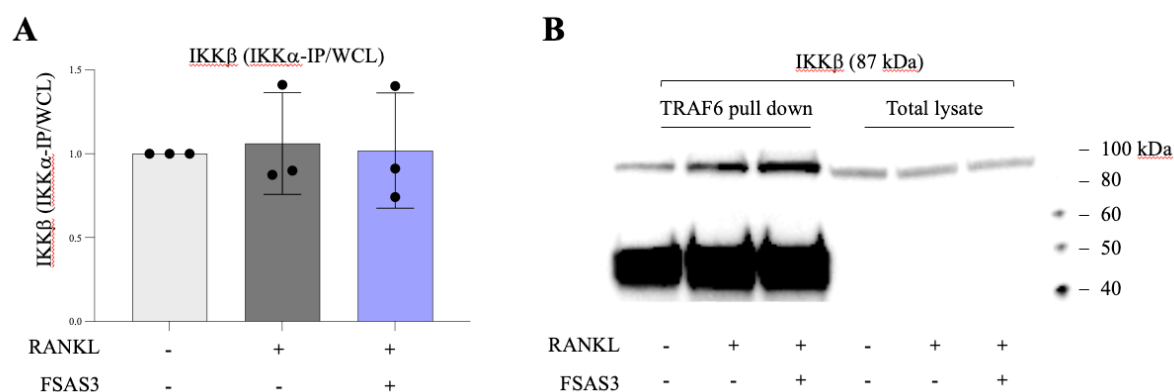 A
IKKβ (IKKα-IP/WCL)
IKKβ (IKKα-IP/WCL)
1.5
1.0
0.5
0.0
RANKL - + +
FSAS3 - - +
B
IKKβ (87 kDa)
TRAF6 pull down Total lysate
– 100 kDa
– 80
– 60
– 50
– 40
RANKL - + + - + +
FSAS3 - - + - - +